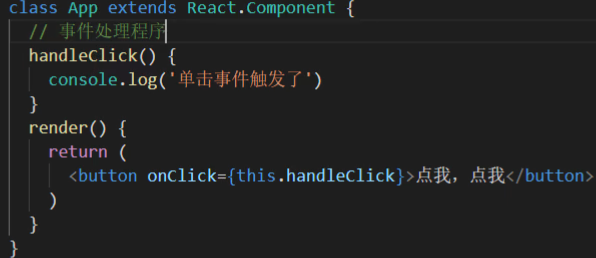 class App extends React.Component {
// 事件处理程序
handleClick() {
console.log('单击事件触发了')
}
render() {
return (
<button onClick={this.handleClick}>点我，点我</button>
)
}
}